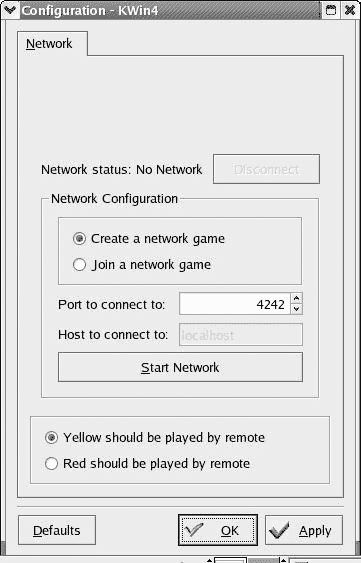 Configuration - KWin4
Network
Network status: No Network
Disconnect
Network Configuration
Create a network game
Join a network game
Port to connect to:
4242
Host to connect to:
localhost
Start Network
Yellow should be played by remote
Red should be played by remote
Defaults
OK
Apply